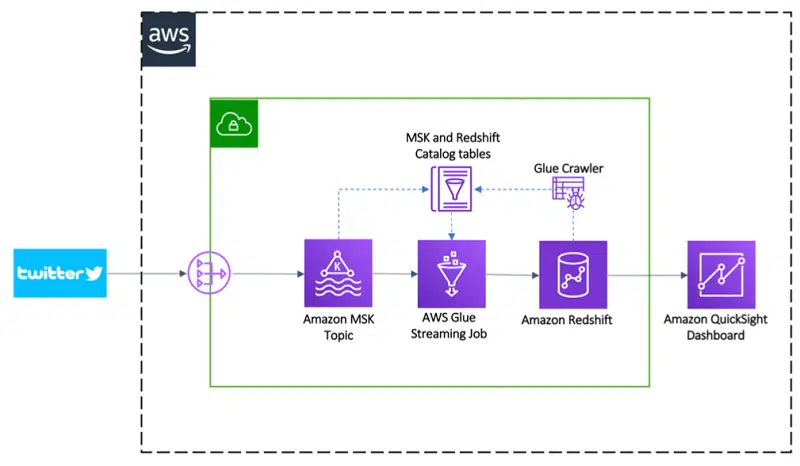 aws
MSK and Redshift
Catalog tables
Glue Crawler
twitter
K
Amazon MSK
Topic
AWS Glue
Streaming Job
Amazon Redshift
Amazon QuickSight
Dashboard